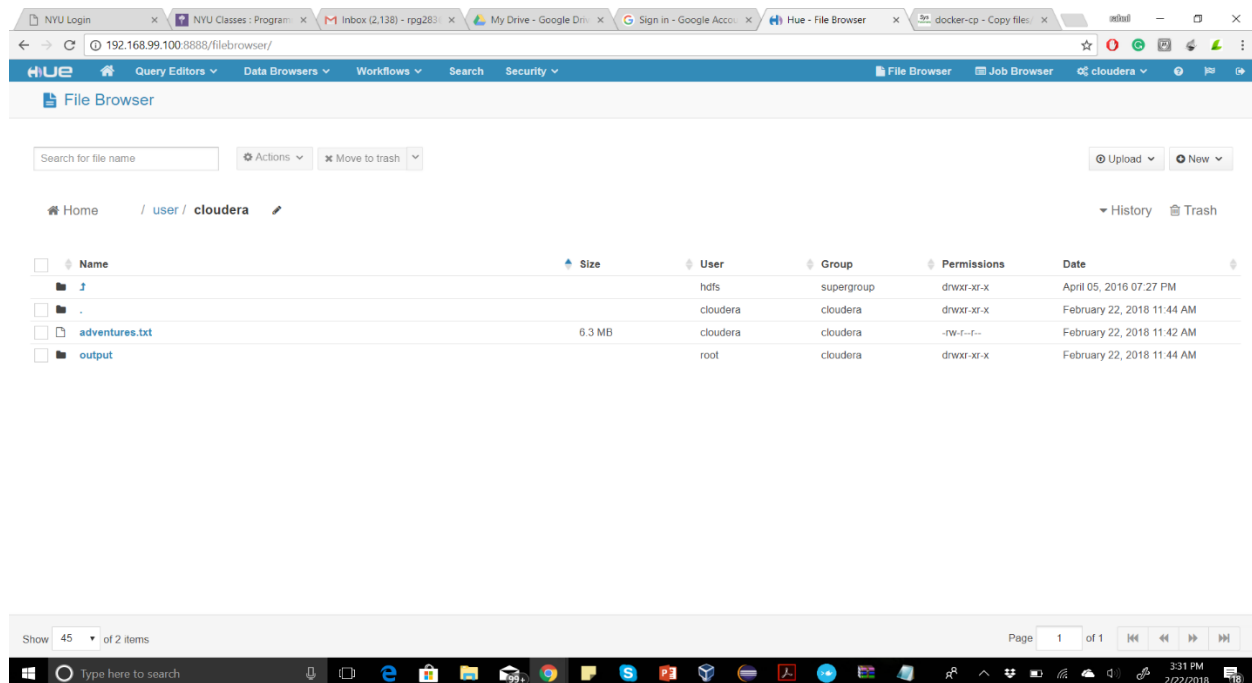 NYU Login NYU Classes : Program Inbox (2,138) - rpg283 My Drive - Google Driv Sign in - Google Accou Hue - File Browser docker-cp - Copy files/
192.168.99.100:8888/filebrowser/
HUE Query Editors Data Browsers Workflows Search Security File Browser Job Browser cloudera
File Browser
Search for file name Actions Move to trash Upload New
Home / user / cloudera History Trash
Name Size User Group Permissions Date
hdfs supergroup drwxr-xr-x April 05, 2016 07:27 PM
. cloudera cloudera drwxr-xr-x February 22, 2018 11:44 AM
adventures.txt 6.3 MB cloudera cloudera -rw-r--r-- February 22, 2018 11:42 AM
output root cloudera drwxr-xr-x February 22, 2018 11:44 AM
Show 45 of 2 items Page 1 of 1
Type here to search 99+ 3:31 PM
2/22/2018 18